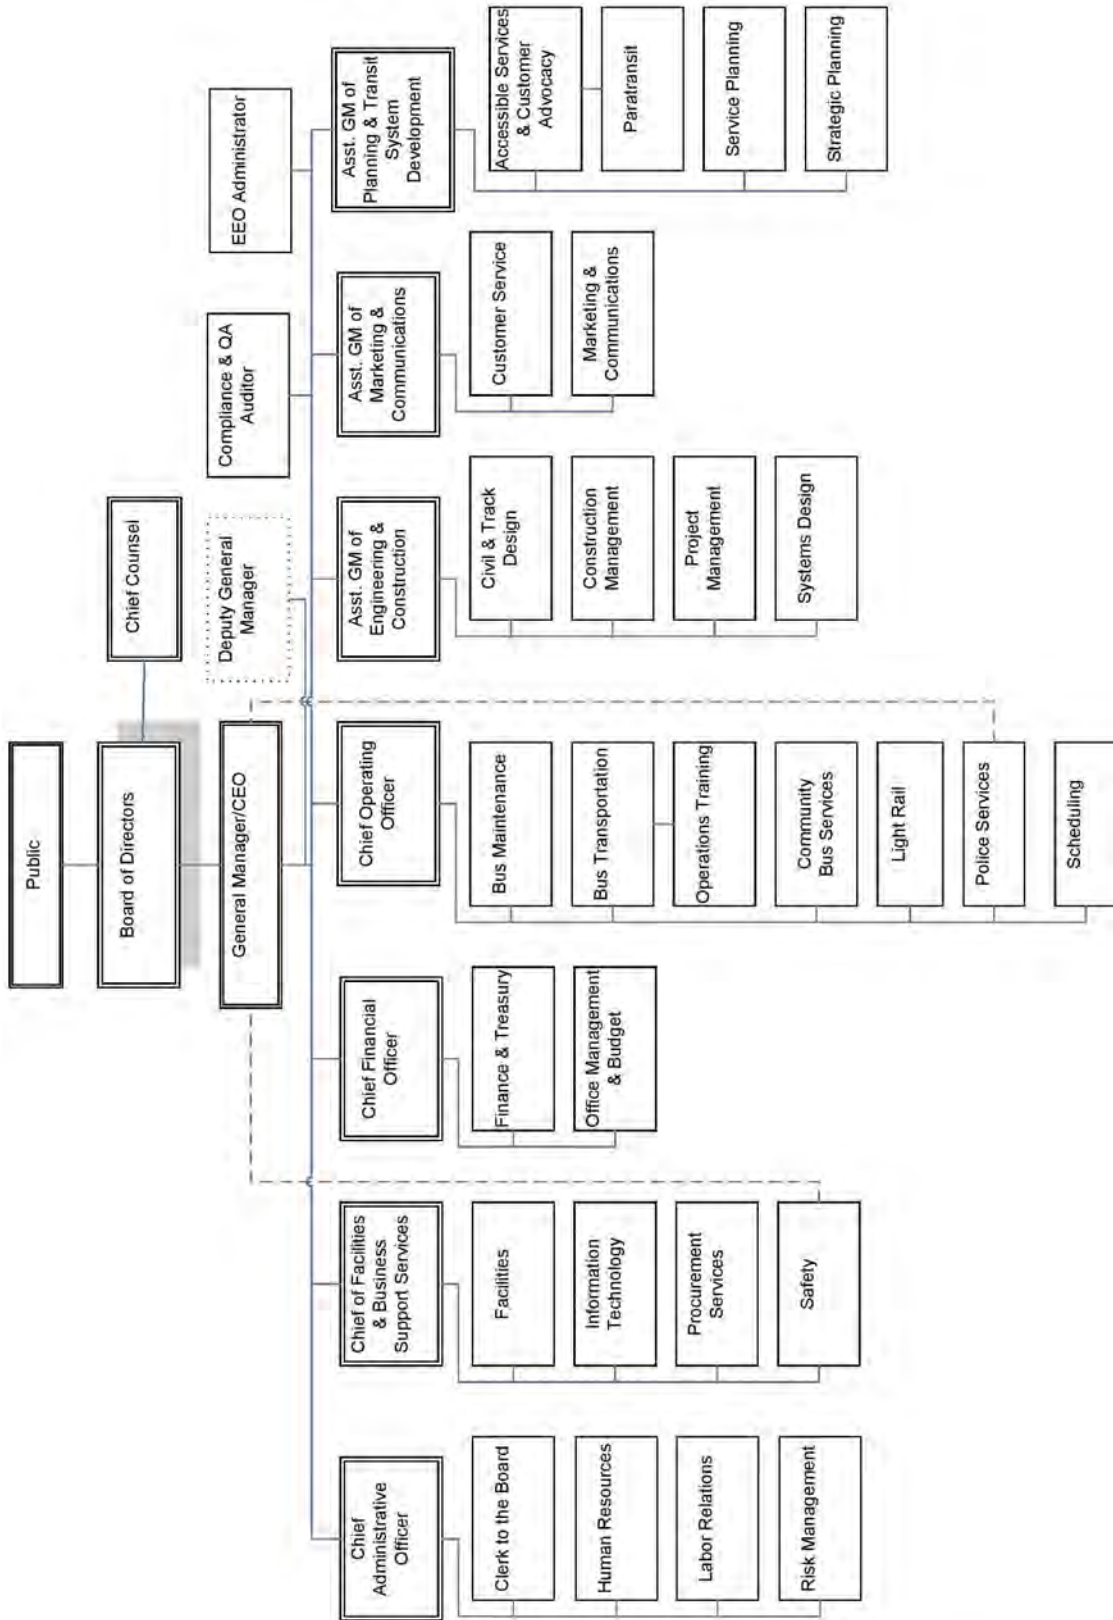 Public
Board of Directors
Chief Counsel
General Manager/CEO
Deputy General
Manager
Compliance & QA
Auditor
EEO Administrator
Chief
Administrative
Officer
Clerk to the Board
Human Resources
Labor Relations
Risk Management
Chief of Facilities
& Business
Support Services
Facilities
Information
Technology
Procurement
Services
Safety
Chief Financial
Officer
Finance & Treasury
Office Management
& Budget
Chief Operating
Officer
Bus Maintenance
Bus Transportation
Operations Training
Community
Bus Services
Light Rail
Police Services
Scheduling
Asst. GM of
Engineering &
Construction
Civil & Track
Design
Construction
Management
Project
Management
Systems Design
Asst. GM of
Marketing &
Communications
Customer Service
Marketing &
Communications
Asst. GM of
Planning & Transit
System
Development
Accessible Services
& Customer
Advocacy
Paratransit
Service Planning
Strategic Planning